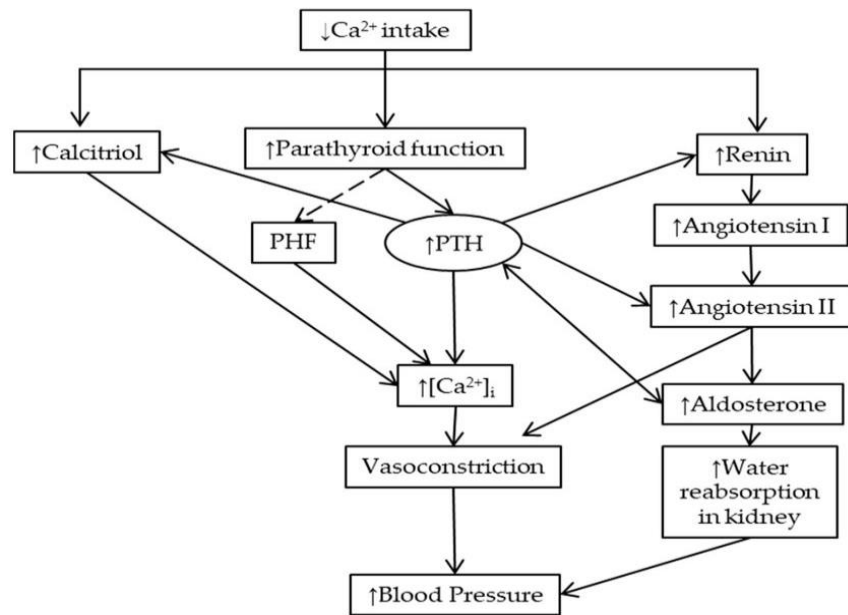 ↓Ca²⁺ intake
↑Calcitriol
↑Parathyroid function
↑Renin
PHF
↑PTH
↑Angiotensin I
↑Angiotensin II
↑[Ca²⁺]ᵢ
↑Aldosterone
Vasoconstriction
↑Water
reabsorption
in kidney
↑Blood Pressure